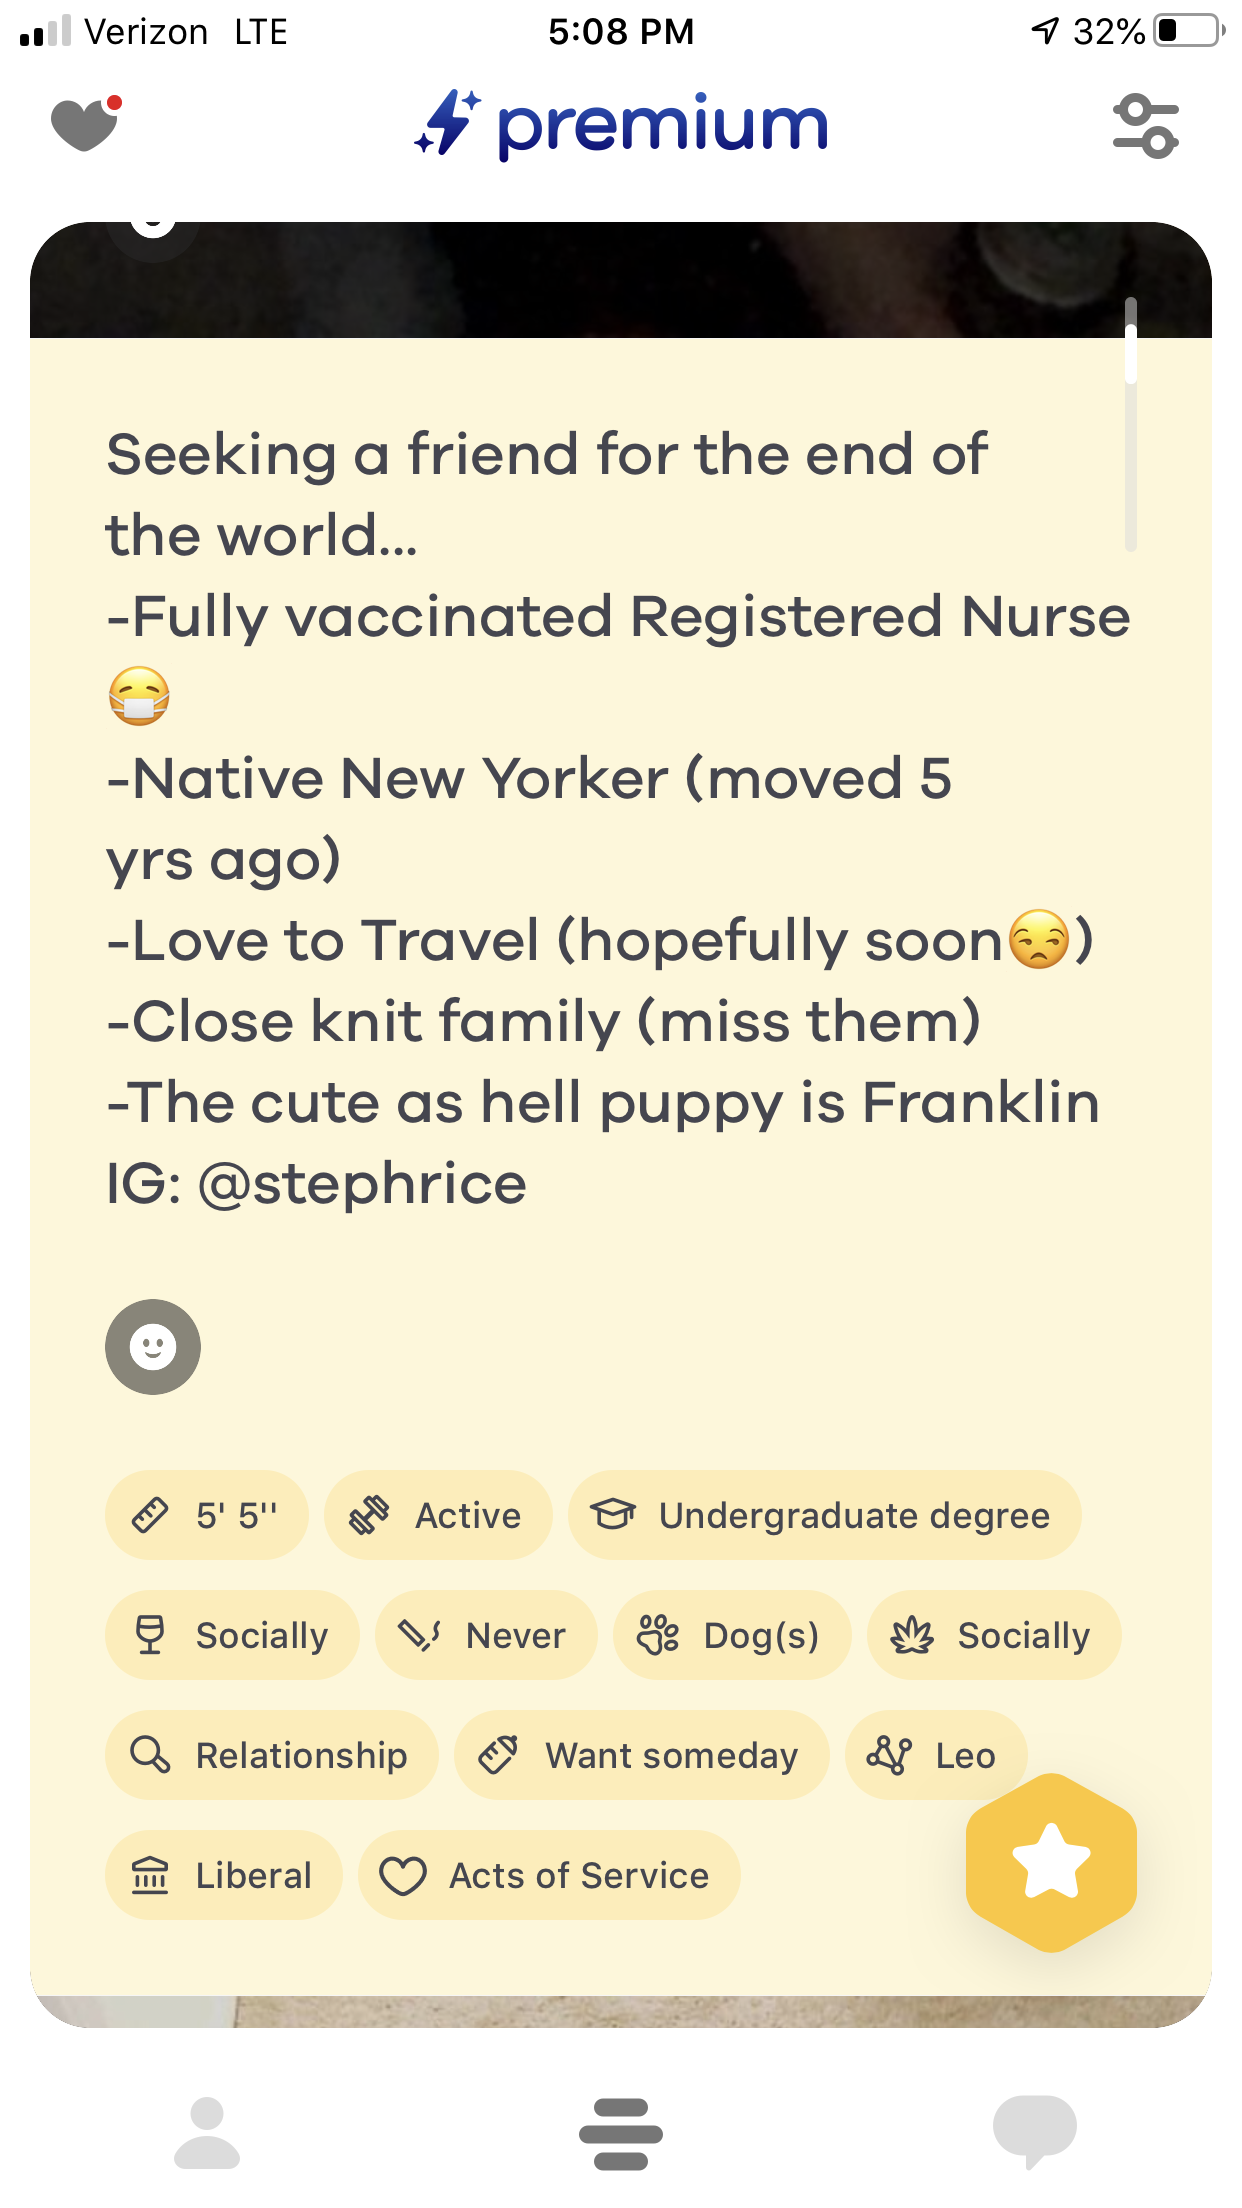 Verizon LTE 5:08 PM 32%
premium
Seeking a friend for the end of
the world...
-Fully vaccinated Registered Nurse
😷
-Native New Yorker (moved 5
yrs ago)
-Love to Travel (hopefully soon😒)
-Close knit family (miss them)
-The cute as hell puppy is Franklin
IG: @stephrice
5' 5'' Active Undergraduate degree
Socially Never Dog(s) Socially
Relationship Want someday Leo
Liberal Acts of Service